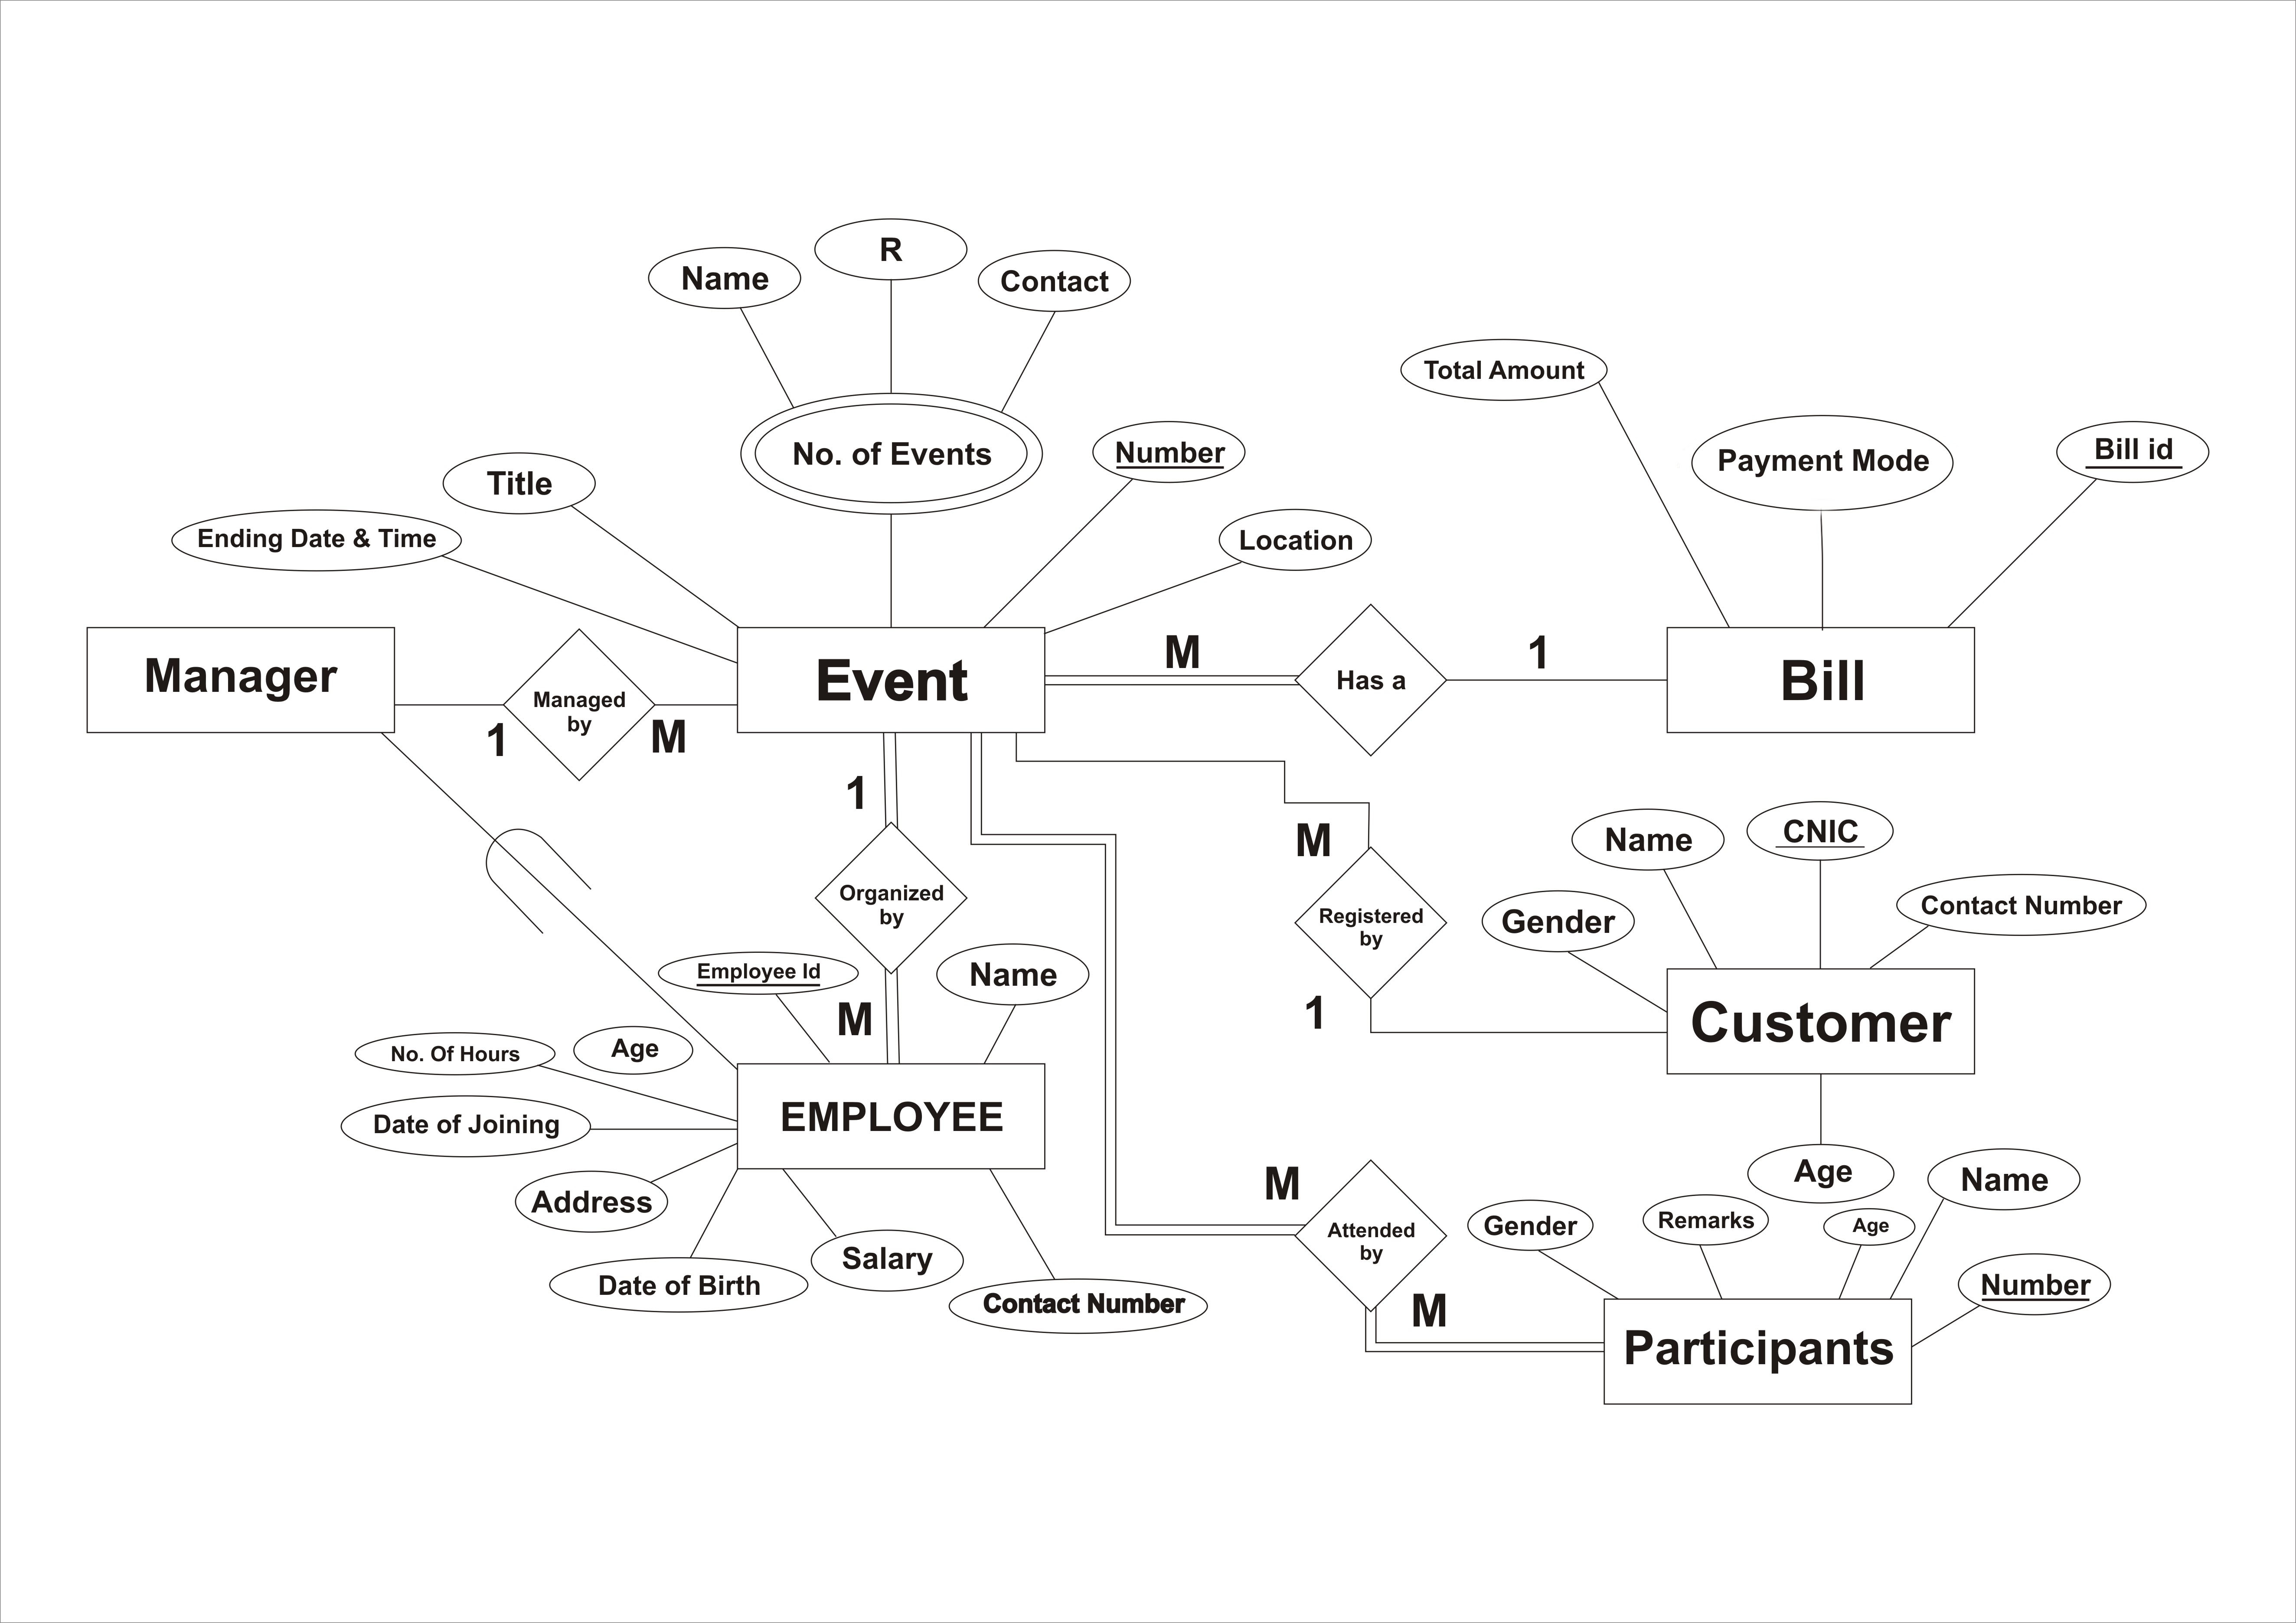 R
Name
Contact
Total Amount
No. of Events
Number
Payment Mode
Bill id
Title
Ending Date & Time
Location
Manager
Managed
by
1
M
Event
M
Has a
1
Bill
1
M
Name
CNIC
Organized
by
Registered
by
Gender
Contact Number
Employee Id
Name
M
1
Customer
No. Of Hours
Age
Date of Joining
EMPLOYEE
Address
Salary
Date of Birth
Contact Number
Age
Name
M
Attended
by
Gender
Remarks
Age
Number
M
Participants